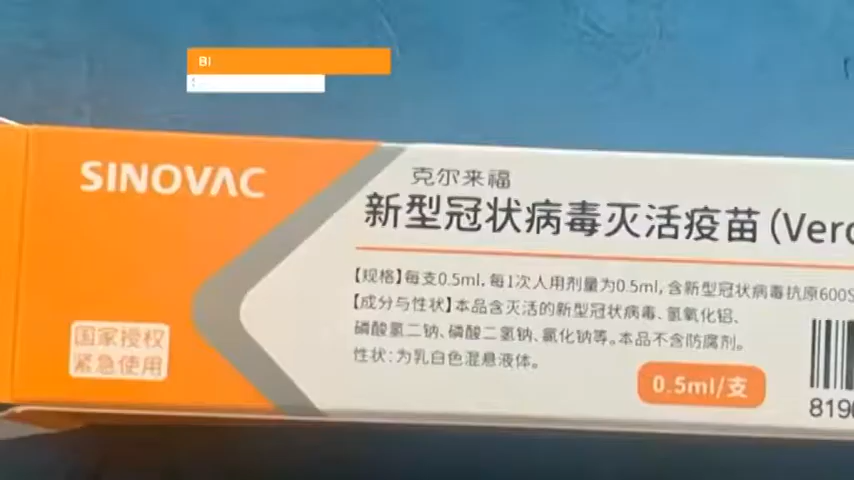 BI
SINOVAC
克尔来福
新型冠状病毒灭活疫苗(Vero
【规格】每支0.5ml。每1次人用剂量为0.5ml,含新型冠状病毒抗原600S
【成分与性状】本品含灭活的新型冠状病毒、氢氧化铝、
磷酸氢二钠、磷酸二氢钠、氯化钠等。本品不含防腐剂。
性状:为乳白色混悬液体。
国家授权
紧急使用
0.5ml/支
8190